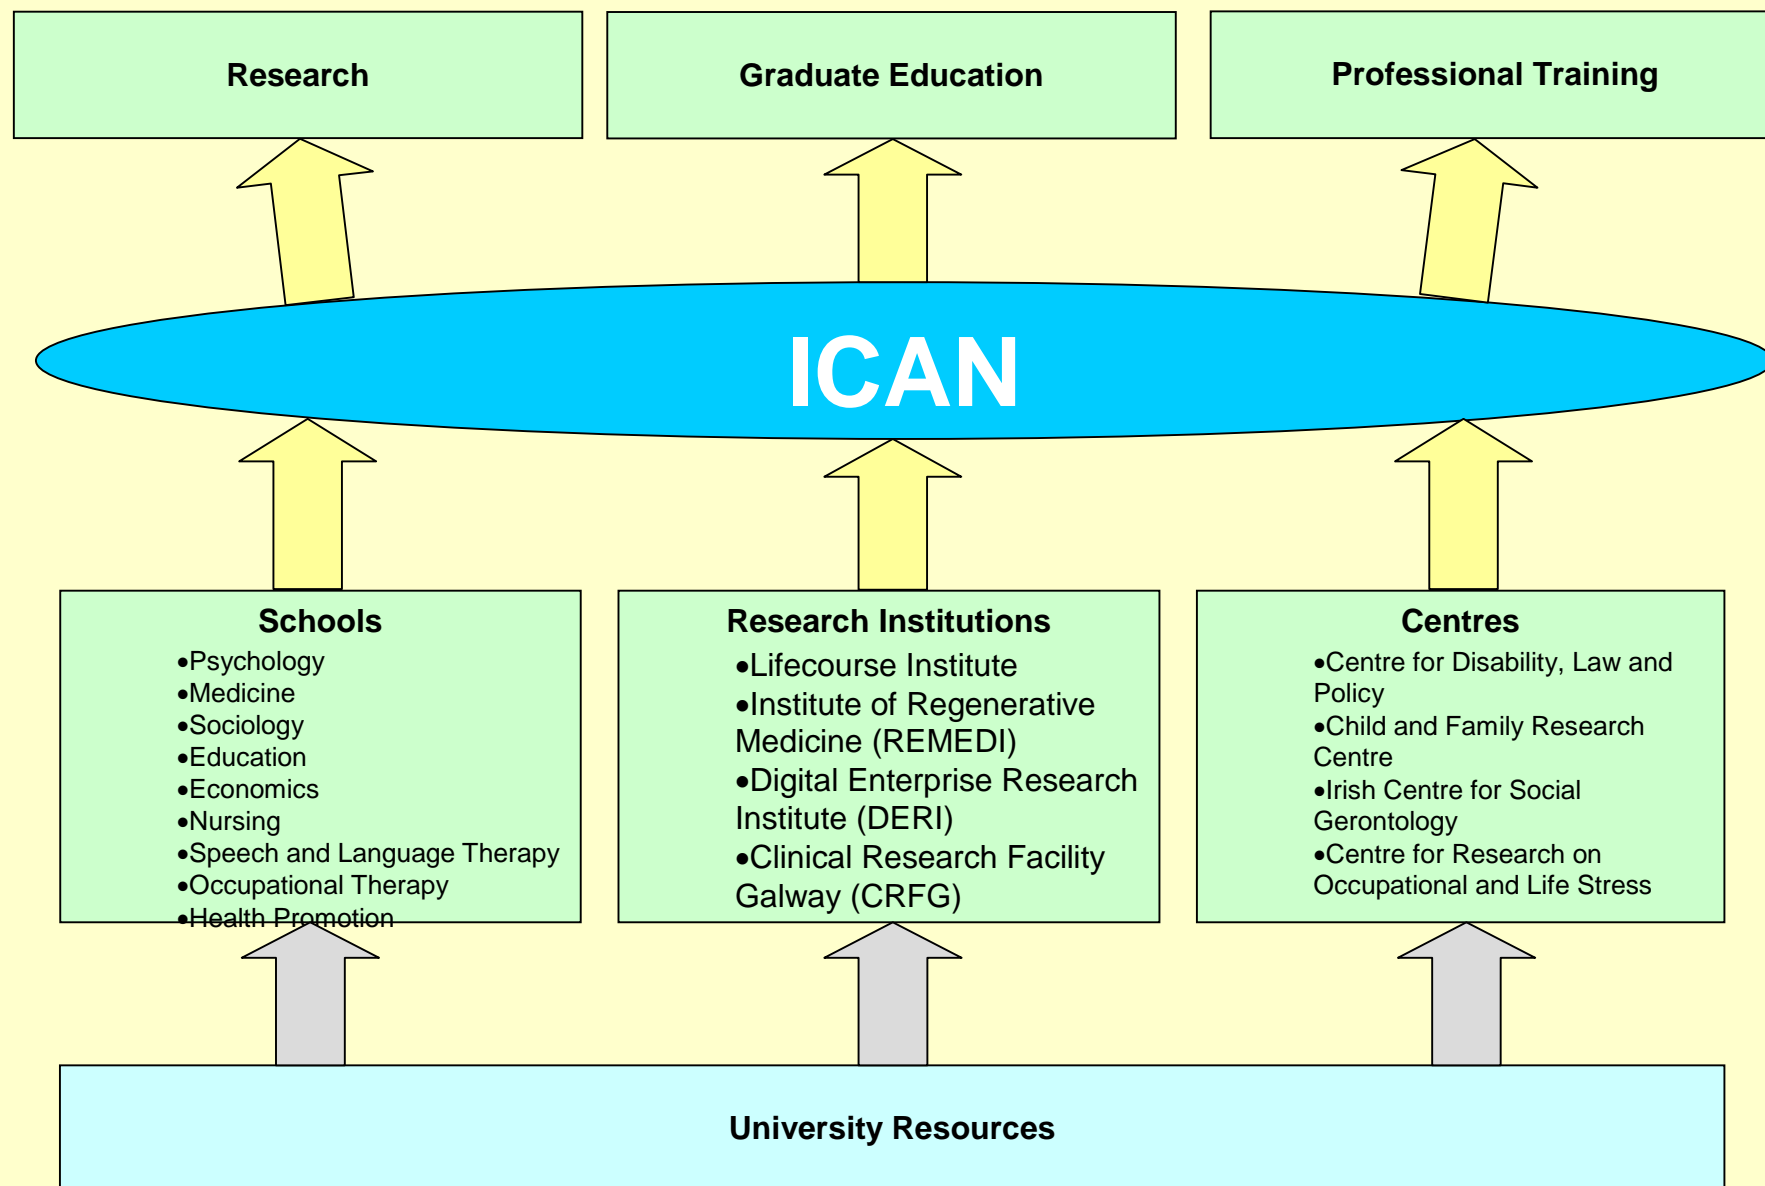 Research
Graduate Education
Professional Training
ICAN
Schools
•Psychology
•Medicine
•Sociology
•Education
•Economics
•Nursing
•Speech and Language Therapy
•Occupational Therapy
•Health Promotion
Research Institutions
•Lifecourse Institute
•Institute of Regenerative
Medicine (REMEDI)
•Digital Enterprise Research
Institute (DERI)
•Clinical Research Facility
Galway (CRFG)
Centres
•Centre for Disability, Law and
Policy
•Child and Family Research
Centre
•Irish Centre for Social
Gerontology
•Centre for Research on
Occupational and Life Stress
University Resources